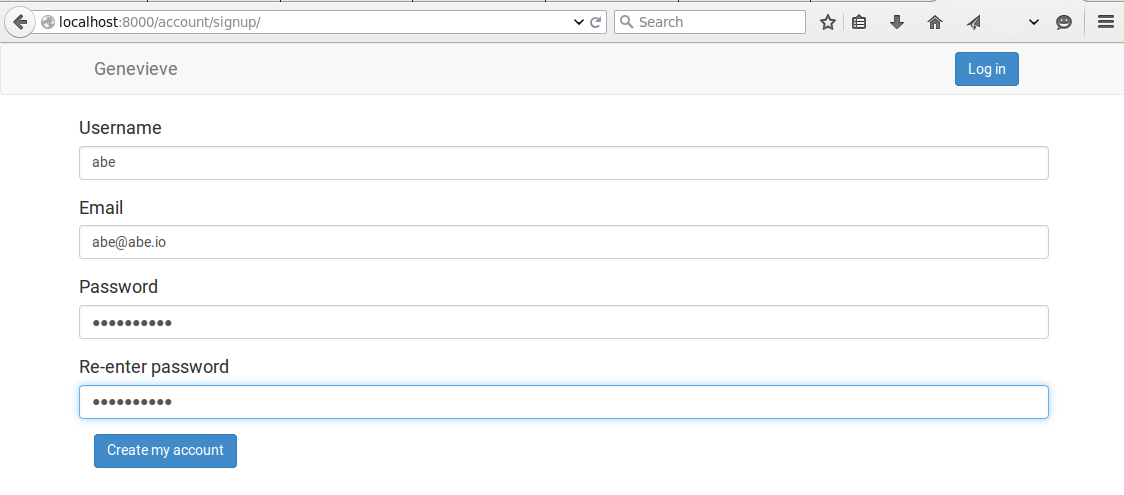 localhost:8000/account/signup/
Search
Genevieve
Log in
Username
abe
Email
abe@abe.io
Password
●●●●●●●●●●
Re-enter password
●●●●●●●●●●
Create my account